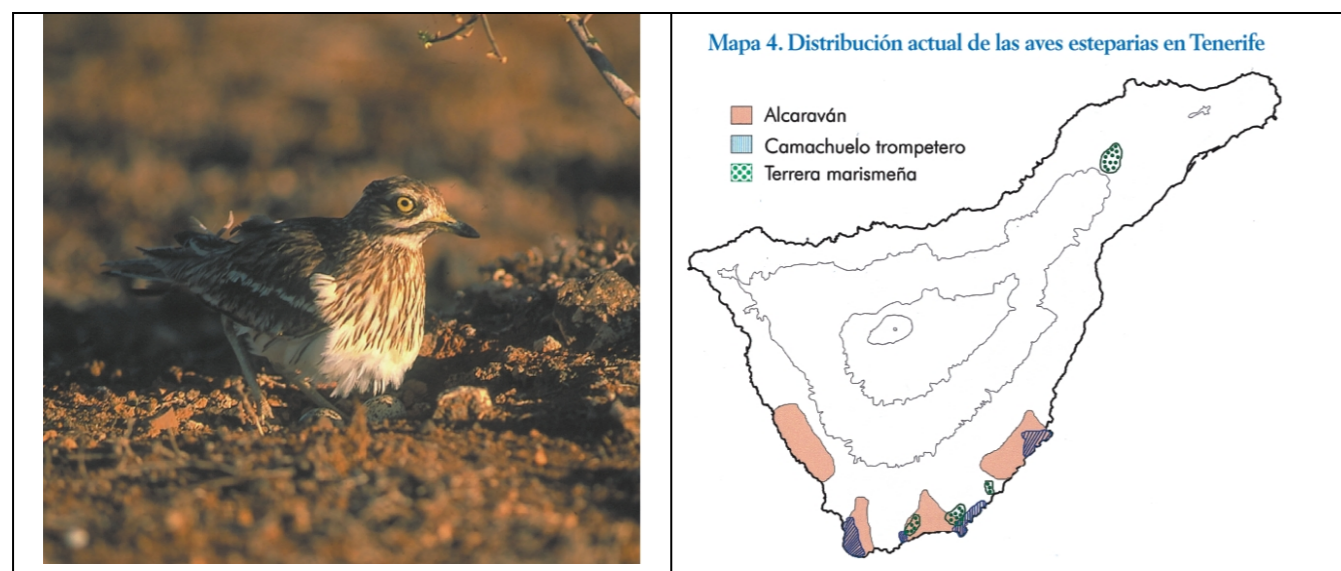 Mapa 4. Distribución actual de las aves esteparias en Tenerife
Alcaraván
Camachuelo trompetero
Terrera marismeña